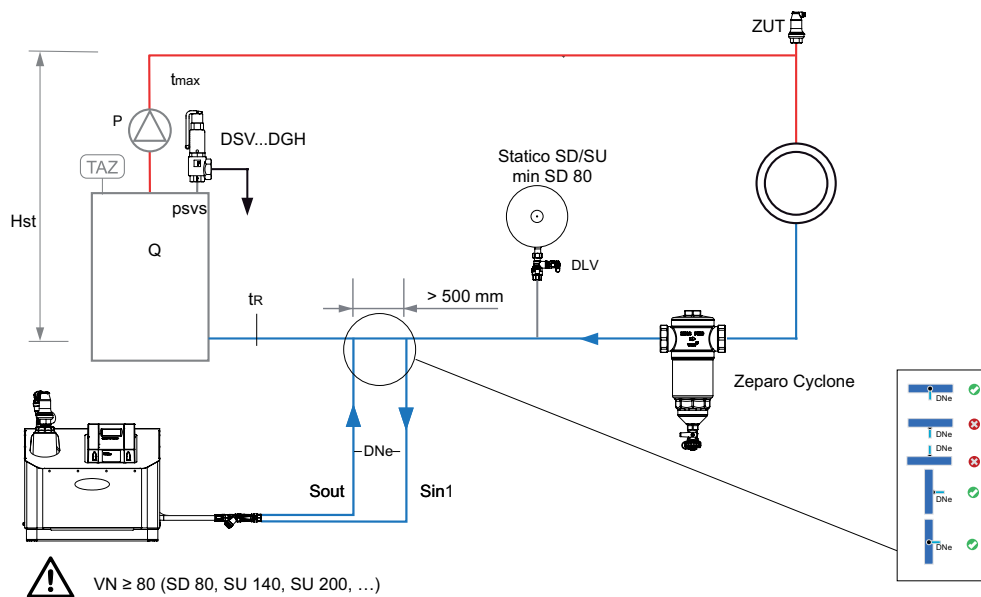 ZUT
tmax
P
DSV...DGH
TAZ
Statico SD/SU
min SD 80
psvs
Hst
Q
DLV
tR
> 500 mm
Zeparo Cyclone
DNe
DNe
DNe
DNe
DNe
DNe
Sout
Sin1
VN ≥ 80 (SD 80, SU 140, SU 200, …)